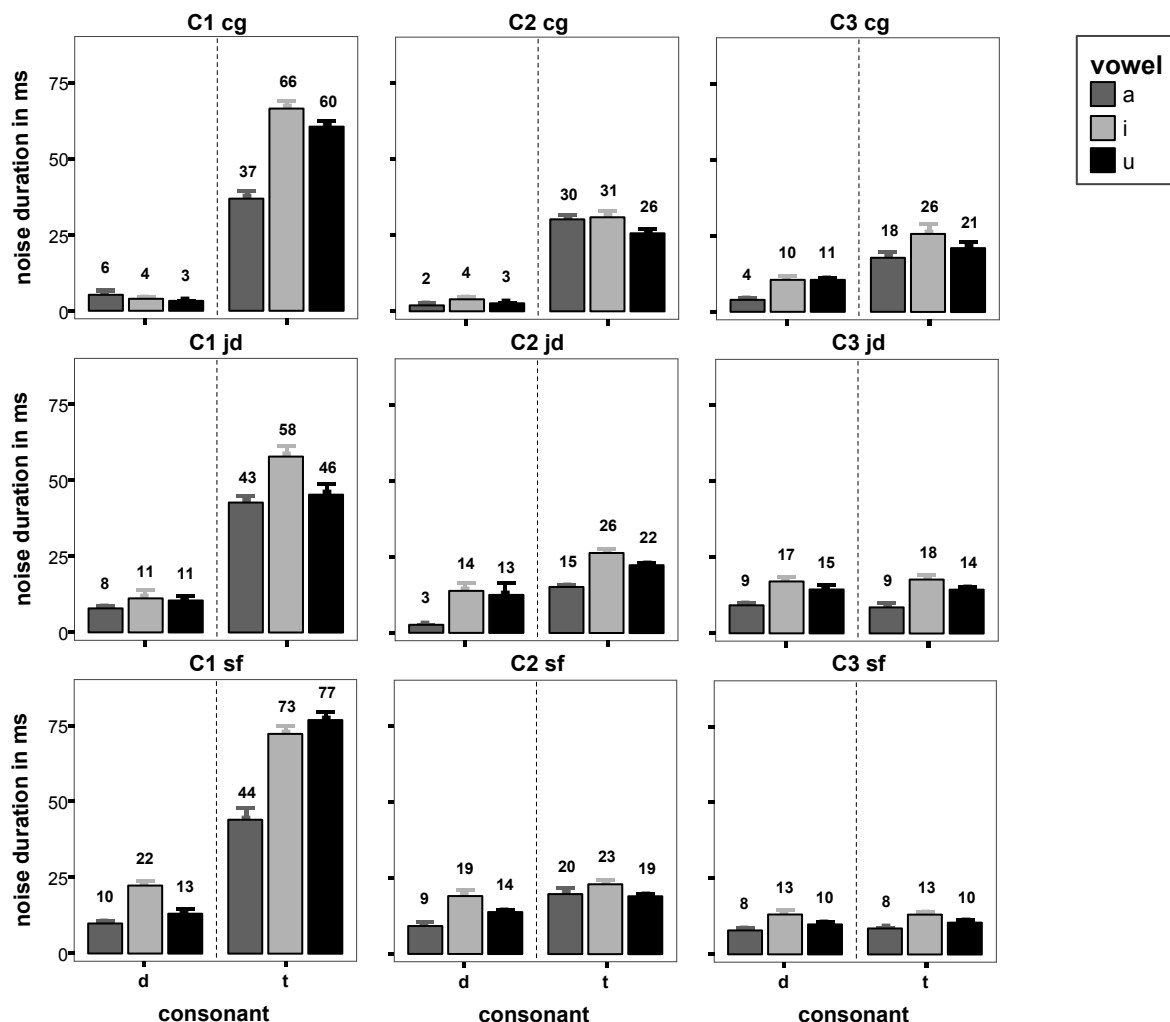 C1 cg
C2 cg
C3 cg
vowel
a
i
u
noise duration in ms
75
50
25
0
6 4 3 37 66 60
2 4 3 30 31 26
4 10 11 18 26 21
C1 jd
C2 jd
C3 jd
noise duration in ms
75
50
25
0
8 11 11 43 58 46
3 14 13 15 26 22
9 17 15 9 18 14
C1 sf
C2 sf
C3 sf
noise duration in ms
75
50
25
0
10 22 13 44 73 77
9 19 14 20 23 19
8 13 10 8 13 10
d t
d t
d t
consonant
consonant
consonant